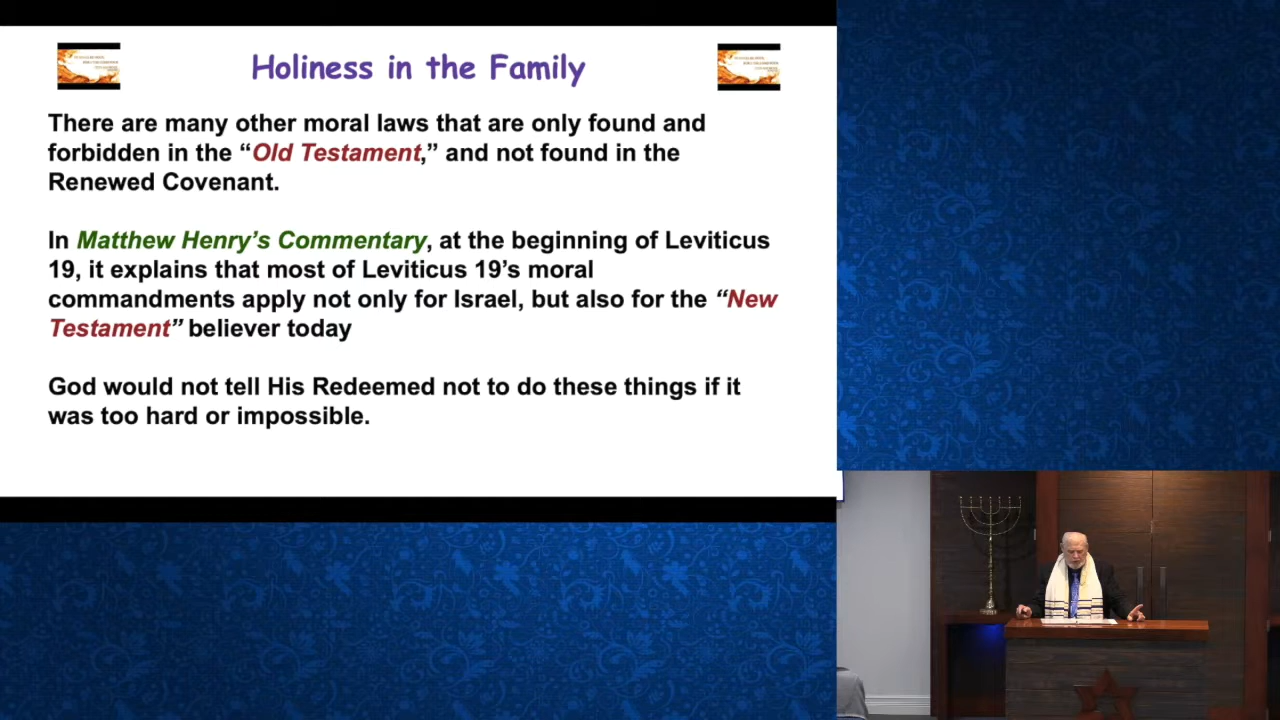 Holiness in the Family
There are many other moral laws that are only found and
forbidden in the “Old Testament,” and not found in the
Renewed Covenant.
In Matthew Henry’s Commentary, at the beginning of Leviticus
19, it explains that most of Leviticus 19’s moral
commandments apply not only for Israel, but also for the “New
Testament” believer today
God would not tell His Redeemed not to do these things if it
was too hard or impossible.